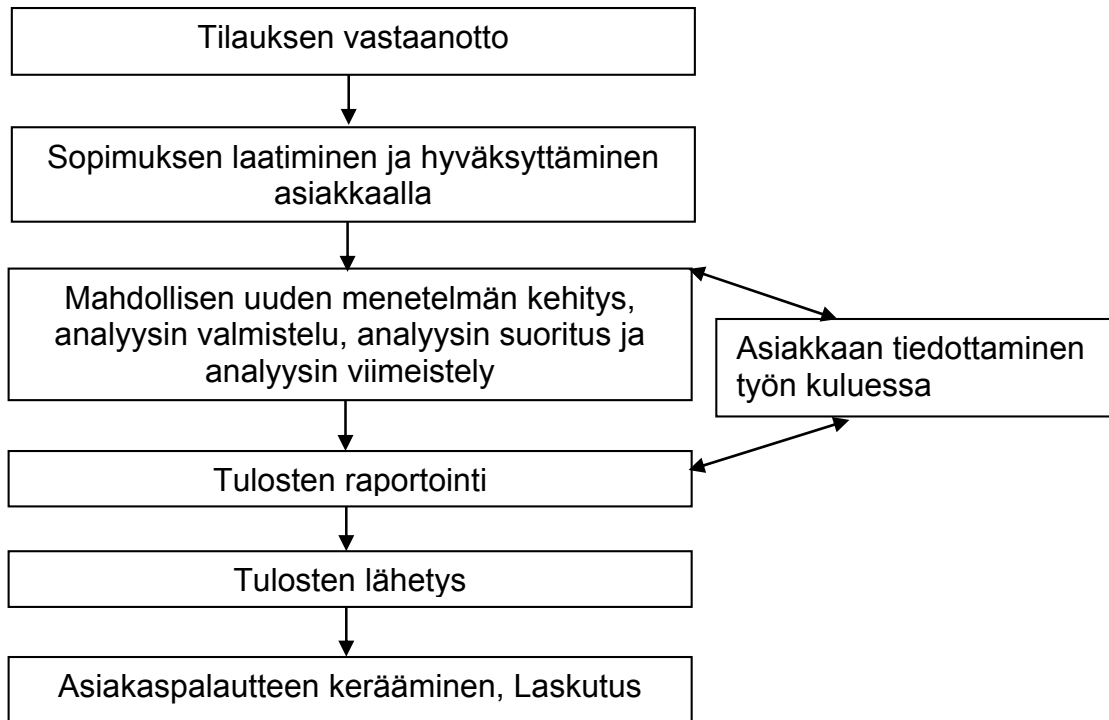 Tilauksen vastaanotto
Sopimuksen laatiminen ja hyväksyttäminen
asiakkaalla
Mahdollisen uuden menetelmän kehitys,
analyysin valmistelu, analyysin suoritus ja
analyysin viimeistely
Asiakkaan tiedottaminen
työn kuluessa
Tulosten raportointi
Tulosten lähetys
Asiakaspalautteen kerääminen, Laskutus